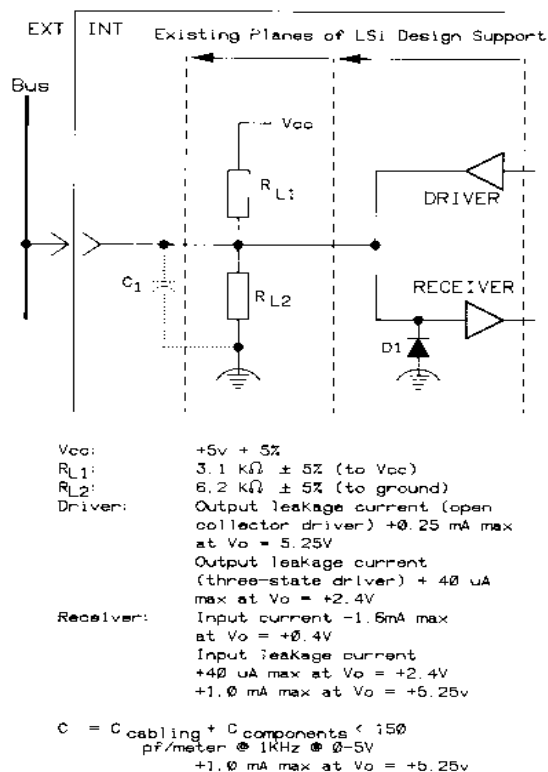 EXT INT
Existing Planes of LSi Design Support
Bus
Vcc
RL1
DRIVER
C1
RL2
RECEIVER
D1
Vcc: +5v + 5%
RL1: 3.1 KΩ ± 5% (to Vcc)
RL2: 6.2 KΩ ± 5% (to ground)
Driver: Output leakage current (open
collector driver) +0.25 mA max
at Vo = 5.25V
Output leakage current
(three-state driver) + 40 uA
max at Vo = +2.4V
Receiver: Input current -1.6mA max
at Vo = +0.4V
Input leakage current
+40 uA max at Vo = +2.4V
+1.0 mA max at Vo = +5.25v
C = C cabling + C components < 150
pf/meter @ 1KHz @ 0-5V
+1.0 mA max at Vo = +5.25v